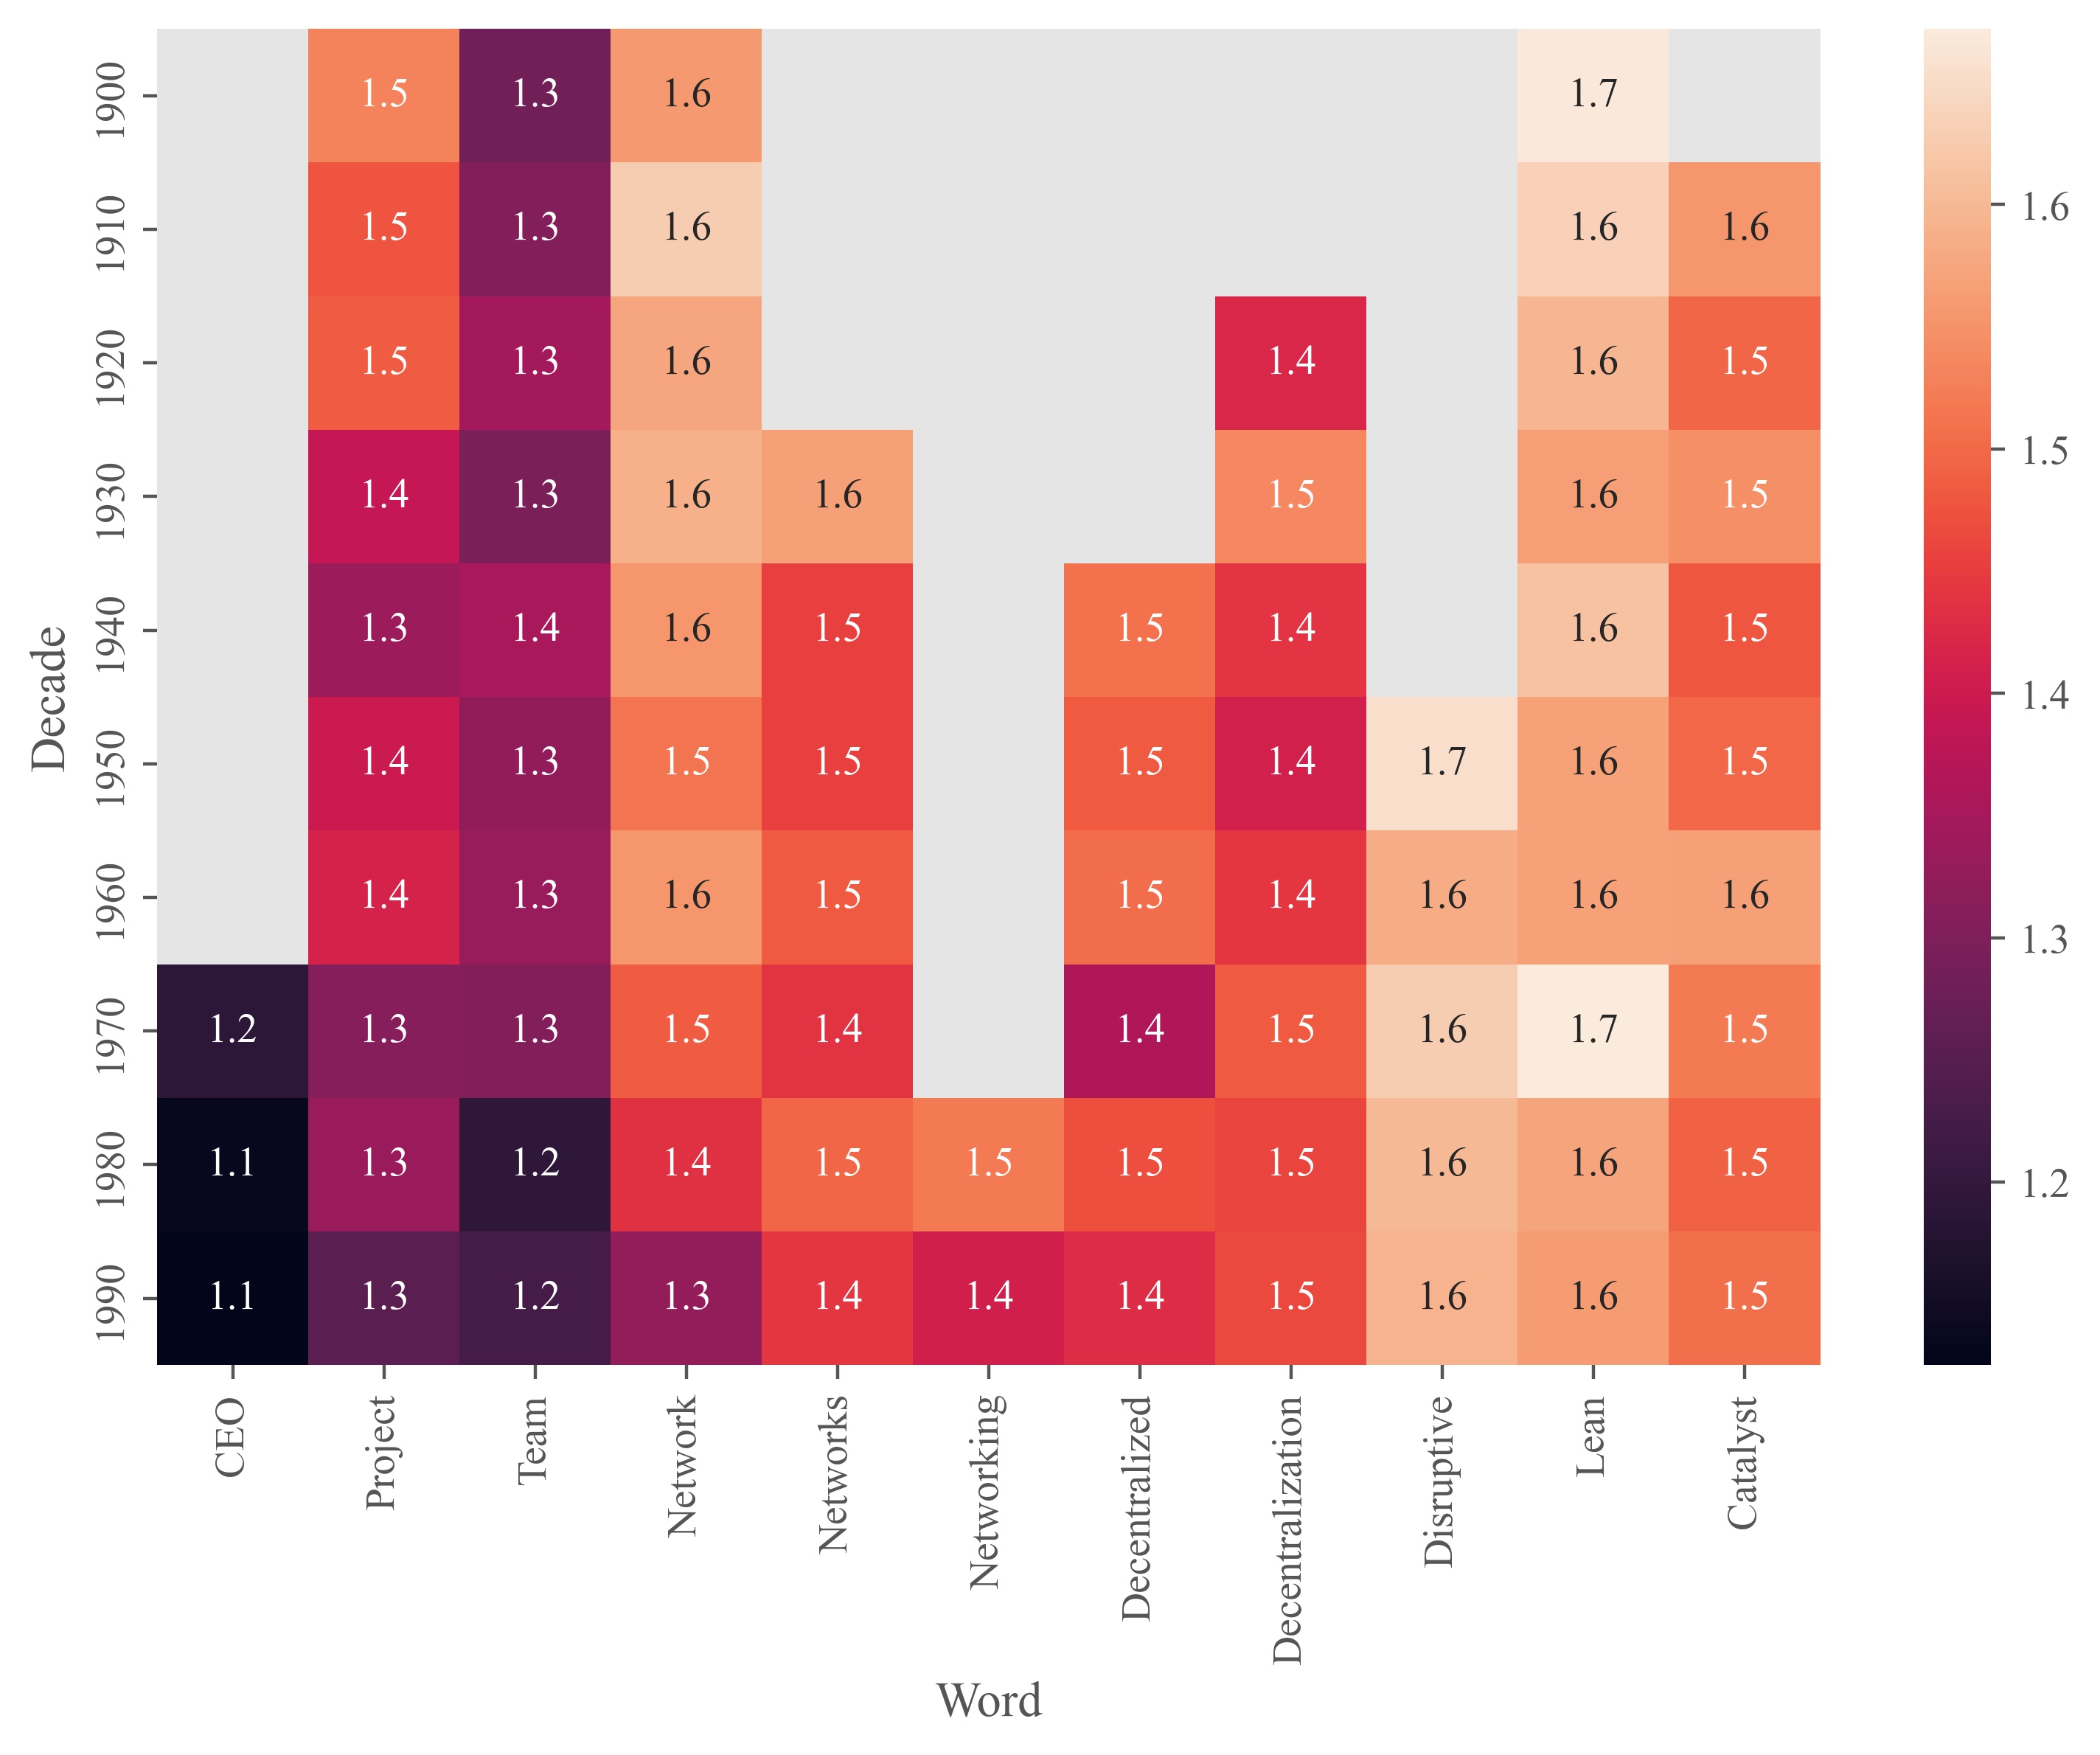 Decade
1900 1.5 1.3 1.6 1.7
1910 1.5 1.3 1.6 1.6 1.6
1920 1.5 1.3 1.6 1.4 1.6 1.5
1930 1.4 1.3 1.6 1.6 1.5 1.6 1.5
1940 1.3 1.4 1.6 1.5 1.5 1.4 1.6 1.5
1950 1.4 1.3 1.5 1.5 1.5 1.4 1.7 1.6 1.5
1960 1.4 1.3 1.6 1.5 1.5 1.4 1.6 1.6 1.6
1970 1.2 1.3 1.3 1.5 1.4 1.4 1.5 1.6 1.7 1.5
1980 1.1 1.3 1.2 1.4 1.5 1.5 1.5 1.5 1.6 1.6 1.5
1990 1.1 1.3 1.2 1.3 1.4 1.4 1.4 1.5 1.6 1.6 1.5
CEO Project Team Network Networks Networking Decentralized Decentralization Disruptive Lean Catalyst
Word
1.6
1.5
1.4
1.3
1.2